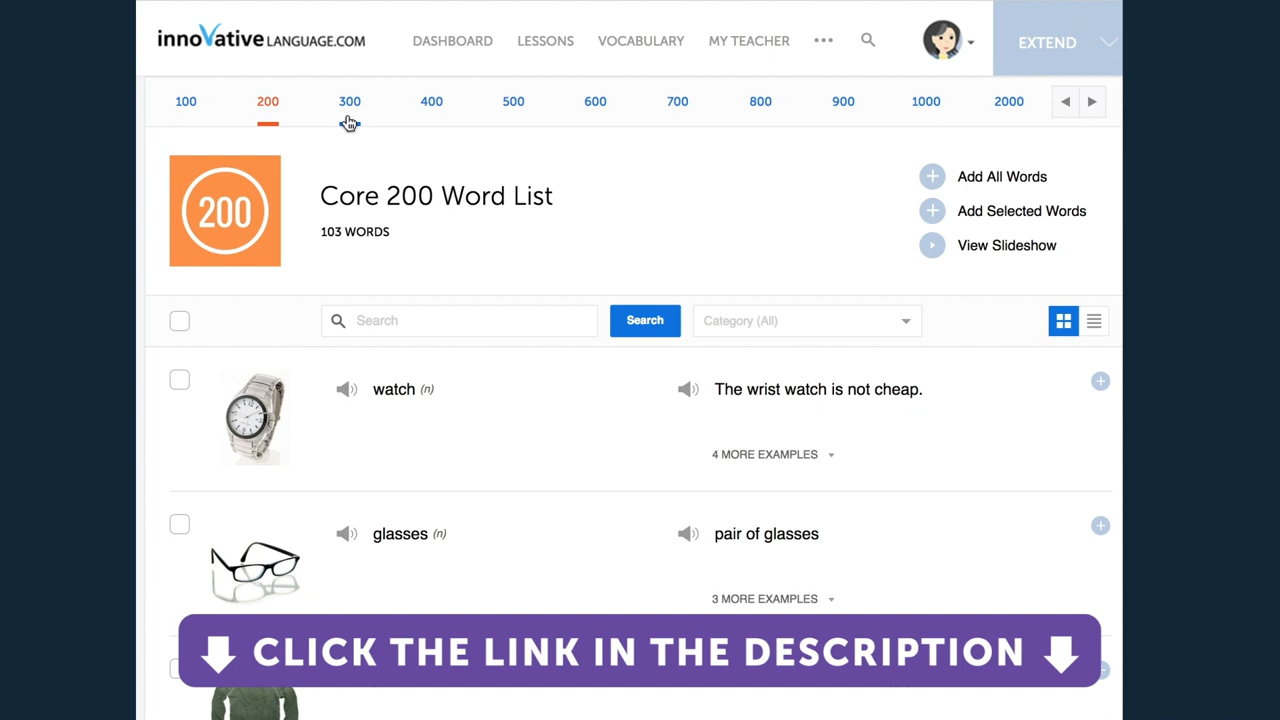 innoVative LANGUAGE.COM DASHBOARD LESSONS VOCABULARY MY TEACHER EXTEND
100 200 300 400 500 600 700 800 900 1000 2000
200
Core 200 Word List
103 WORDS
Add All Words
Add Selected Words
View Slideshow
Search Search Category (All)
watch (n) The wrist watch is not cheap.
4 MORE EXAMPLES
glasses (n) pair of glasses
3 MORE EXAMPLES
CLICK THE LINK IN THE DESCRIPTION